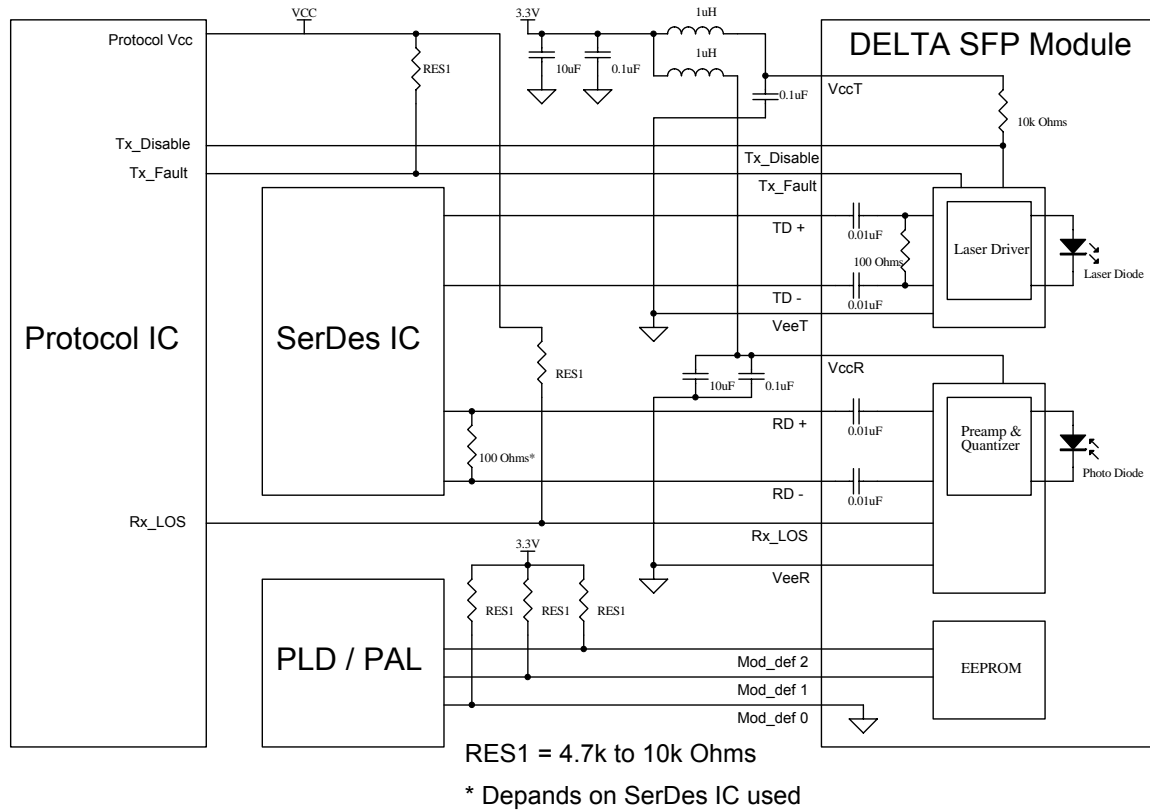 VCC
3.3V
1uH
Protocol Vcc
DELTA SFP Module
1uH
RES1
10uF
0.1uF
VccT
0.1uF
10k Ohms
Tx_Disable
Tx_Disable
Tx_Fault
Tx_Fault
TD +
0.01uF
Laser Driver
100 Ohms
Laser Diode
TD -
0.01uF
VeeT
Protocol IC
SerDes IC
RES1
VccR
10uF
0.1uF
RD +
0.01uF
Preamp &
Quantizer
100 Ohms*
Photo Diode
RD -
0.01uF
Rx_LOS
Rx_LOS
3.3V
VeeR
RES1
RES1
RES1
PLD / PAL
Mod_def 2
EEPROM
Mod_def 1
Mod_def 0
RES1 = 4.7k to 10k Ohms
* Depands on SerDes IC used